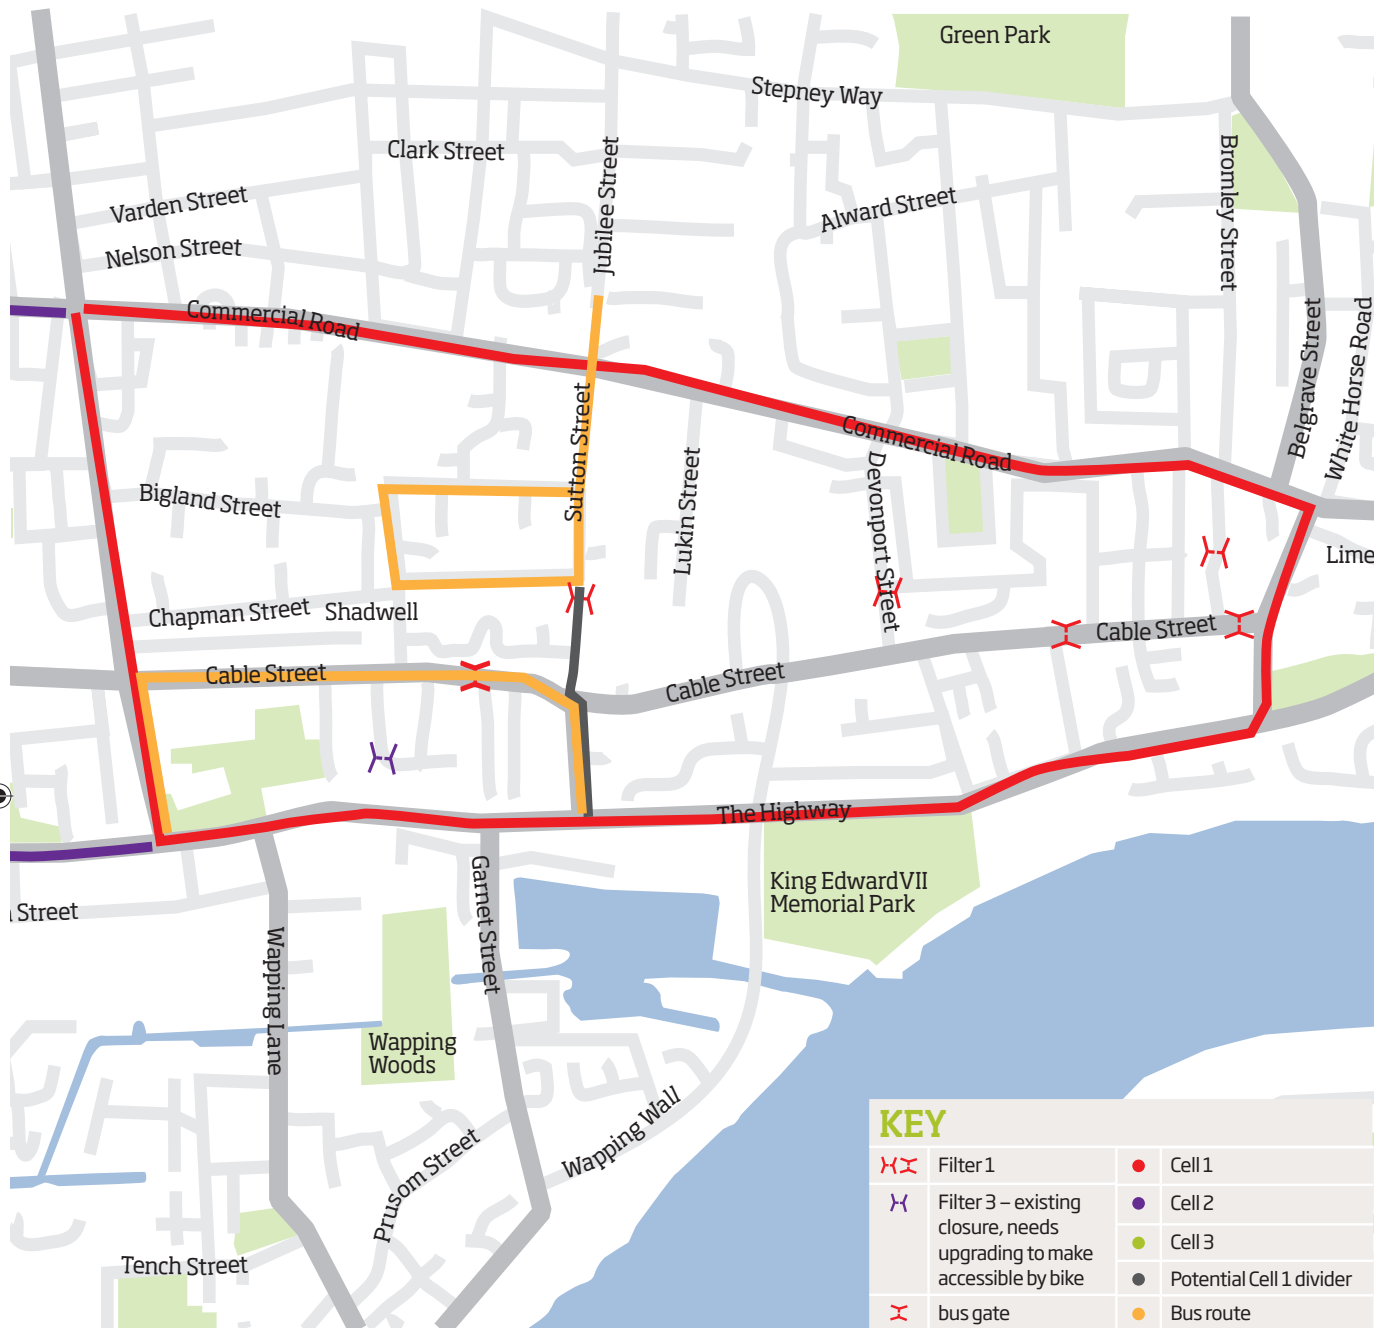 Green Park
Stepney Way
Clark Street
Jubilee Street
Bromley Street
Varden Street
Alward Street
Nelson Street
Commercial Road
Belgrave Street
White Horse Road
Sutton Street
Commercial Road
Lukin Street
Devonport Street
Bigland Street
Lime
Chapman Street
Shadwell
Cable Street
Cable Street
Cable Street
The Highway
King Edward VII
Memorial Park
Street
Garnet Street
Wapping Lane
Wapping
Woods
Wapping Wall
Prusom Street
Tench Street
KEY
Filter 1
Cell 1
Filter 3 – existing
closure, needs
upgrading to make
accessible by bike
Cell 2
Cell 3
Potential Cell 1 divider
bus gate
Bus route